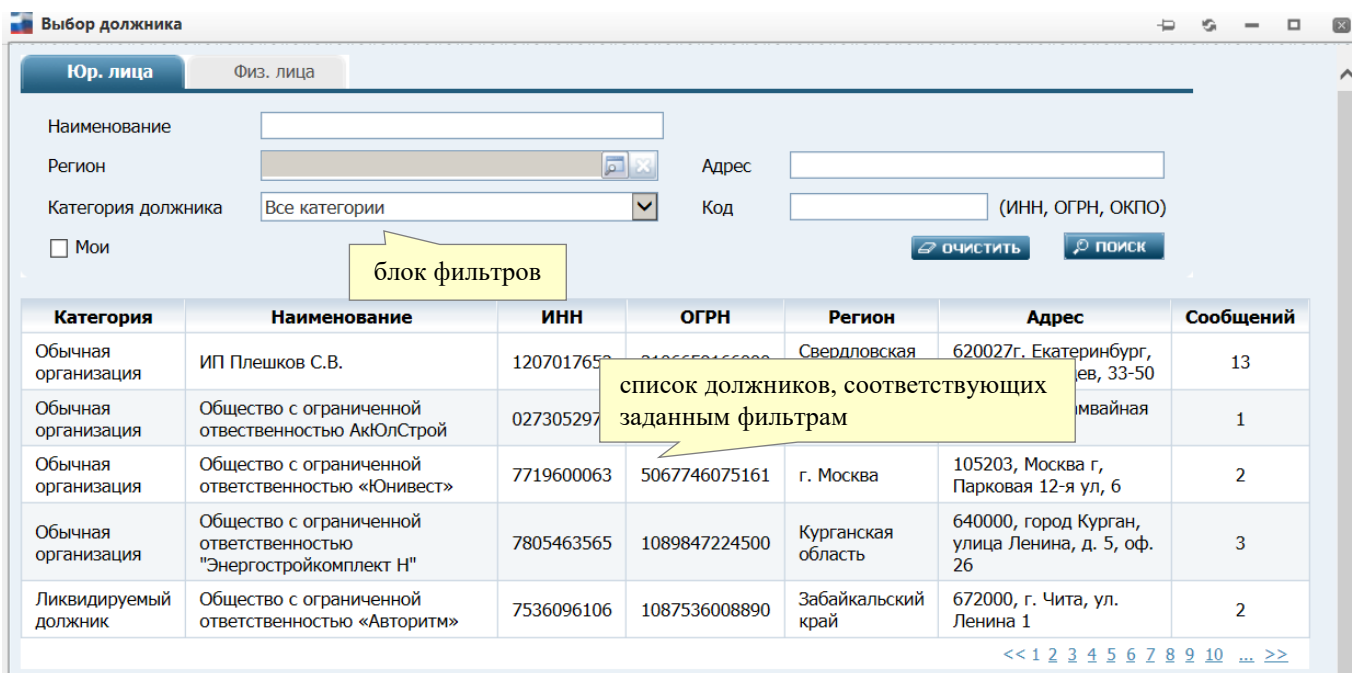 Выбор должника
Юр. лица Физ. лица
Наименование
Регион Адрес
Категория должника Все категории Код (ИНН, ОГРН, ОКПО)
Мои ОЧИСТИТЬ ПОИСК
блок фильтров
Категория Наименование ИНН ОГРН Регион Адрес Сообщений
Обычная
организация
ИП Плешков С.В.
Свердловская
620027г. Екатеринбург,
33-50
13
список должников, соответствующих
заданным фильтрам
Обычная
организация
Общество с ограниченной
отвественностью АкЮлСтрой
1
Обычная
организация
Общество с ограниченной
ответственностью «Юнивест»
7719600063
5067746075161
г. Москва
105203, Москва г,
Парковая 12-я ул, 6
2
Обычная
организация
Общество с ограниченной
ответственностью
"Энергостройкомплект Н"
7805463565
1089847224500
Курганская
область
640000, город Курган,
улица Ленина, д. 5, оф.
26
3
Ликвидируемый
должник
Общество с ограниченной
ответственностью «Авторитм»
7536096106
1087536008890
Забайкальский
край
672000, г. Чита, ул.
Ленина 1
2
<< 1 2 3 4 5 6 7 8 9 10 ... >>